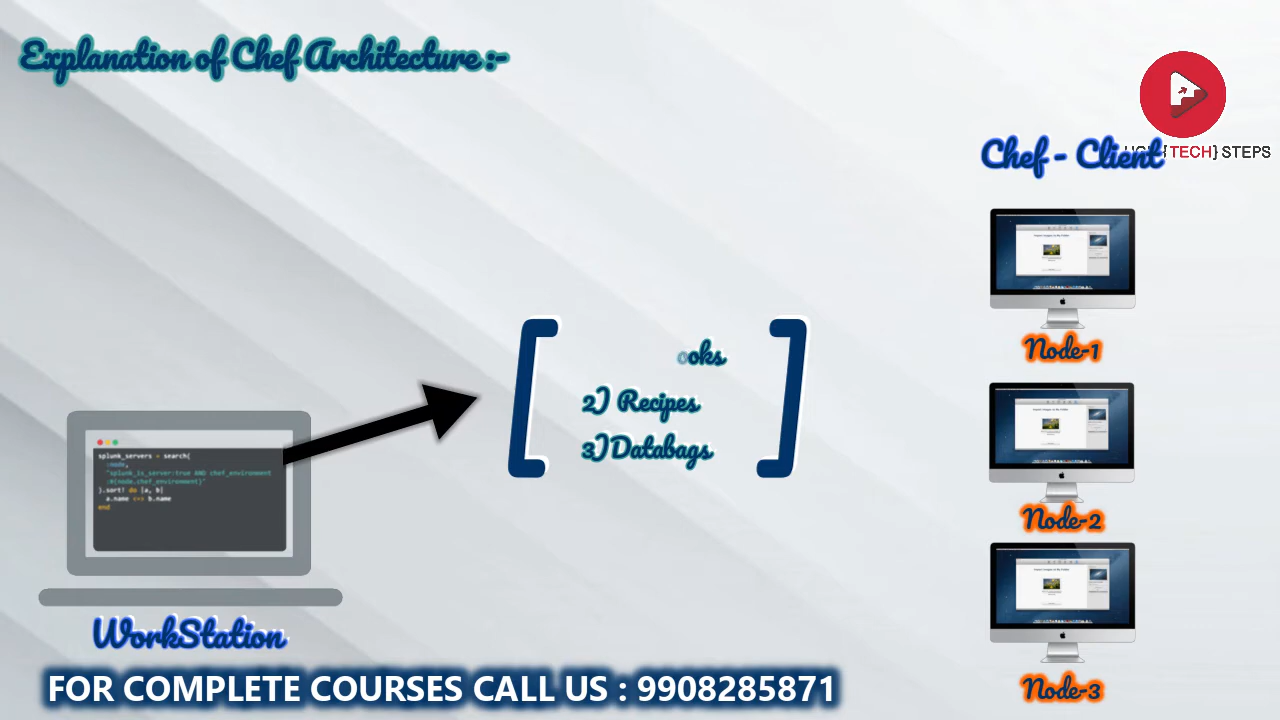 Explanation of Chef Architecture :-
Chef - Client
{TECH} STEPS
Node-1
ooks
2) Recipes
3) Databags
splunk_servers = search(
:node,
"splunk_is_server:true AND chef_environment
:#{node.chef_environment}"
).sort! do |a, b|
a.name <=> b.name
end
Node-2
WorkStation
FOR COMPLETE COURSES CALL US : 9908285871
Node-3